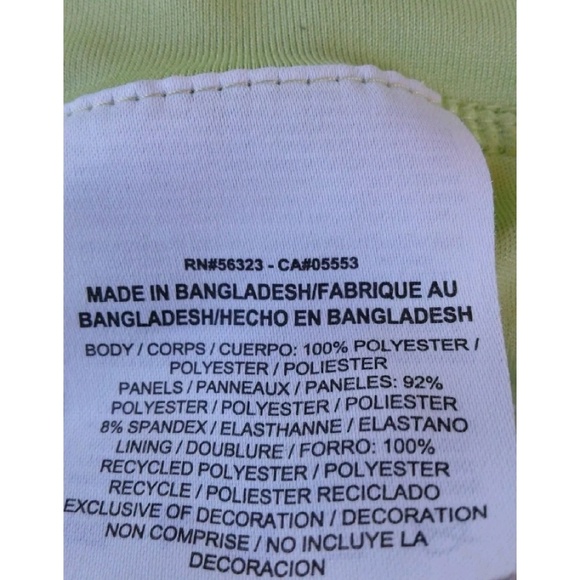 RN#56323 - CA#05553
MADE IN BANGLADESH/FABRIQUE AU
BANGLADESH/HECHO EN BANGLADESH
BODY / CORPS / CUERPO: 100% POLYESTER /
POLYESTER / POLIESTER
PANELS / PANNEAUX / PANELES: 92%
POLYESTER / POLYESTER / POLIESTER
8% SPANDEX / ELASTHANNE / ELASTANO
LINING / DOUBLURE / FORRO: 100%
RECYCLED POLYESTER / POLYESTER
RECYCLE / POLIESTER RECICLADO
EXCLUSIVE OF DECORATION / DECORATION
NON COMPRISE / NO INCLUYE LA
DECORACION